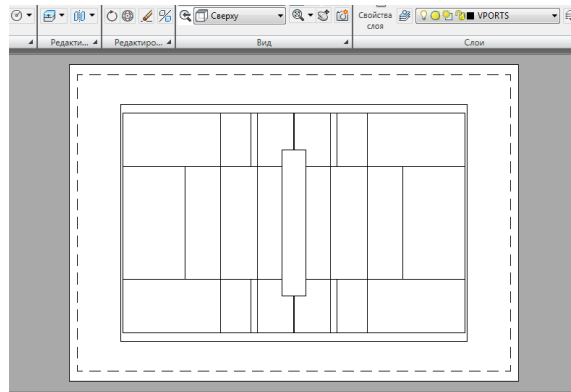 Сверху
Свойства
слоя
VPORTS
Редакти...
Редактиро...
Вид
Слои